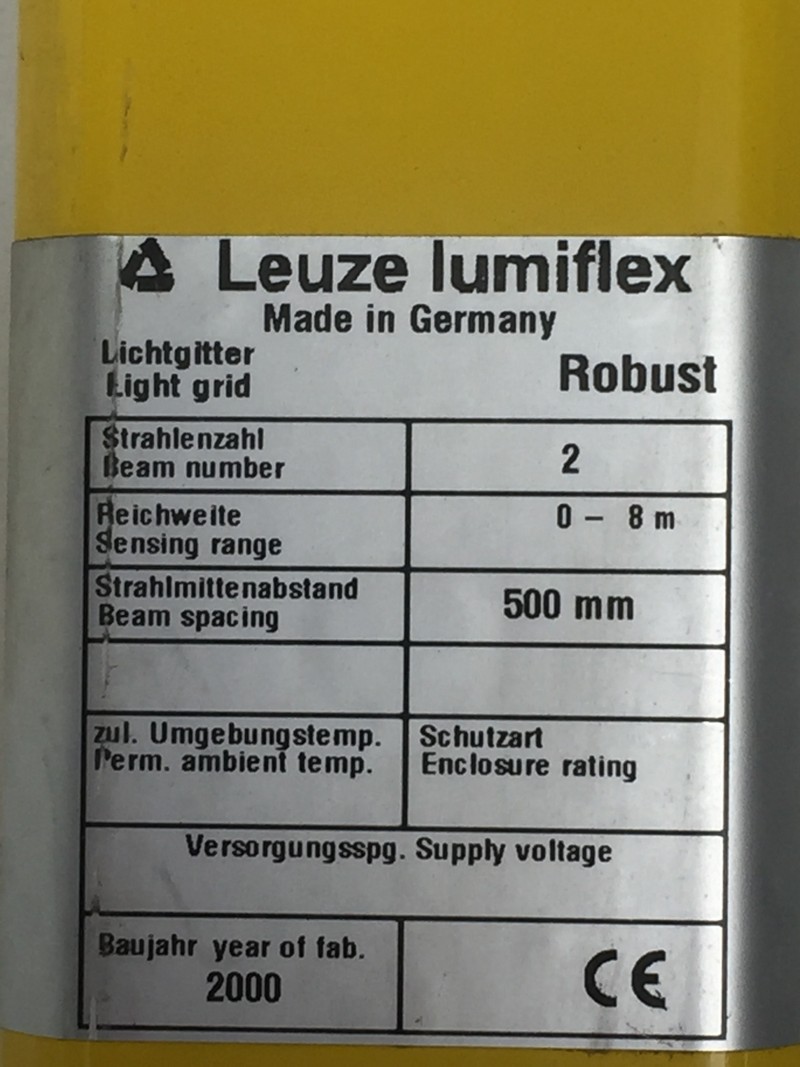 Leuze lumiflex
Made in Germany
Lichtgitter
Light grid
Robust
Strahlenzahl
Beam number
2
Reichweite
Sensing range
0 – 8 m
Strahlmittenabstand
Beam spacing
500 mm
zul. Umgebungstemp.
Perm. ambient temp.
Schutzart
Enclosure rating
Versorgungsspg. Supply voltage
Baujahr year of fab.
2000
CE